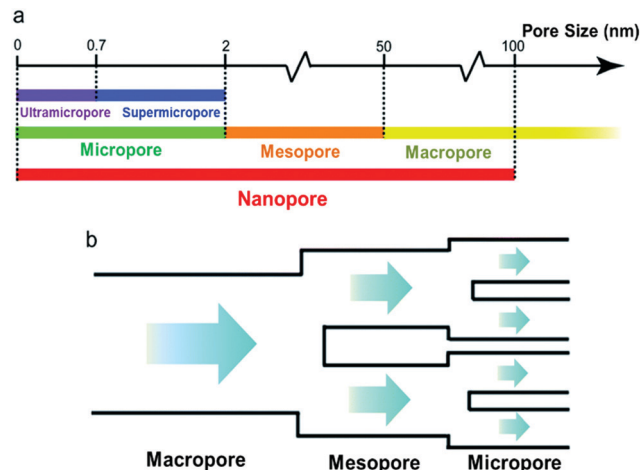 a
Pore Size (nm)
0 0.7 2 50 100
Ultramicropore Supermicropore
Micropore Mesopore Macropore
Nanopore
b
Macropore Mesopore Micropore